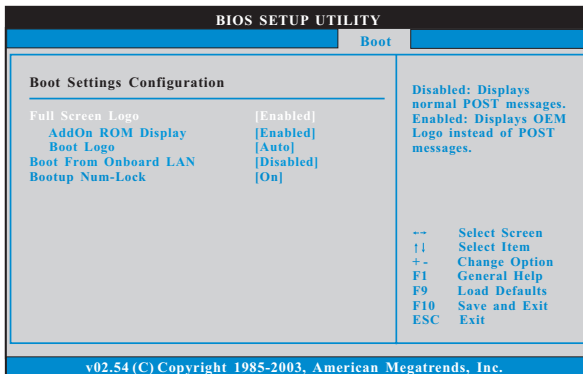 BIOS SETUP UTILITY
Boot
Boot Settings Configuration
Full Screen Logo [Enabled]
AddOn ROM Display [Enabled]
Boot Logo [Auto]
Boot From Onboard LAN [Disabled]
Bootup Num-Lock [On]
Disabled: Displays
normal POST messages.
Enabled: Displays OEM
Logo instead of POST
messages.
←→ Select Screen
↑↓ Select Item
+ - Change Option
F1 General Help
F9 Load Defaults
F10 Save and Exit
ESC Exit
v02.54 (C) Copyright 1985-2003, American Megatrends, Inc.